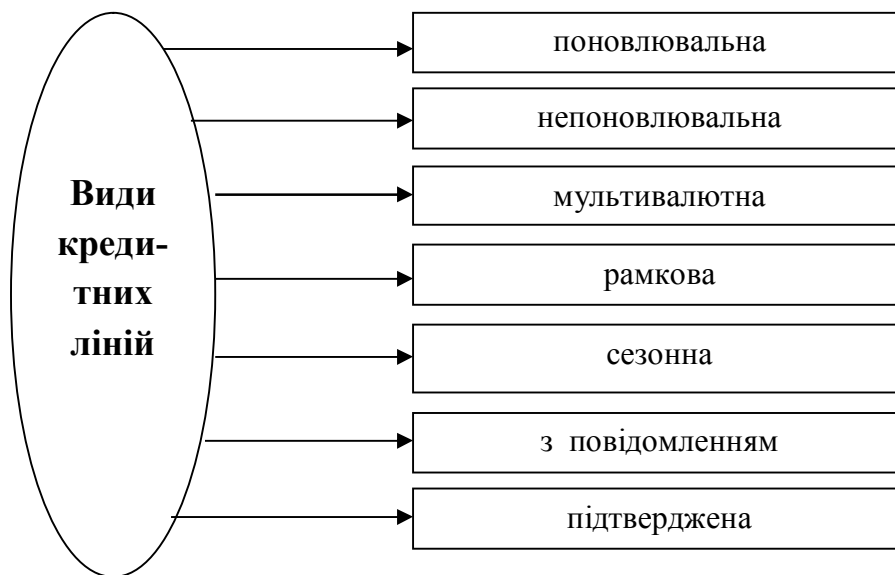 Види
креди-
тних
ліній
поновлювальна
непоновлювальна
мультивалютна
рамкова
сезонна
з повідомленням
підтверджена